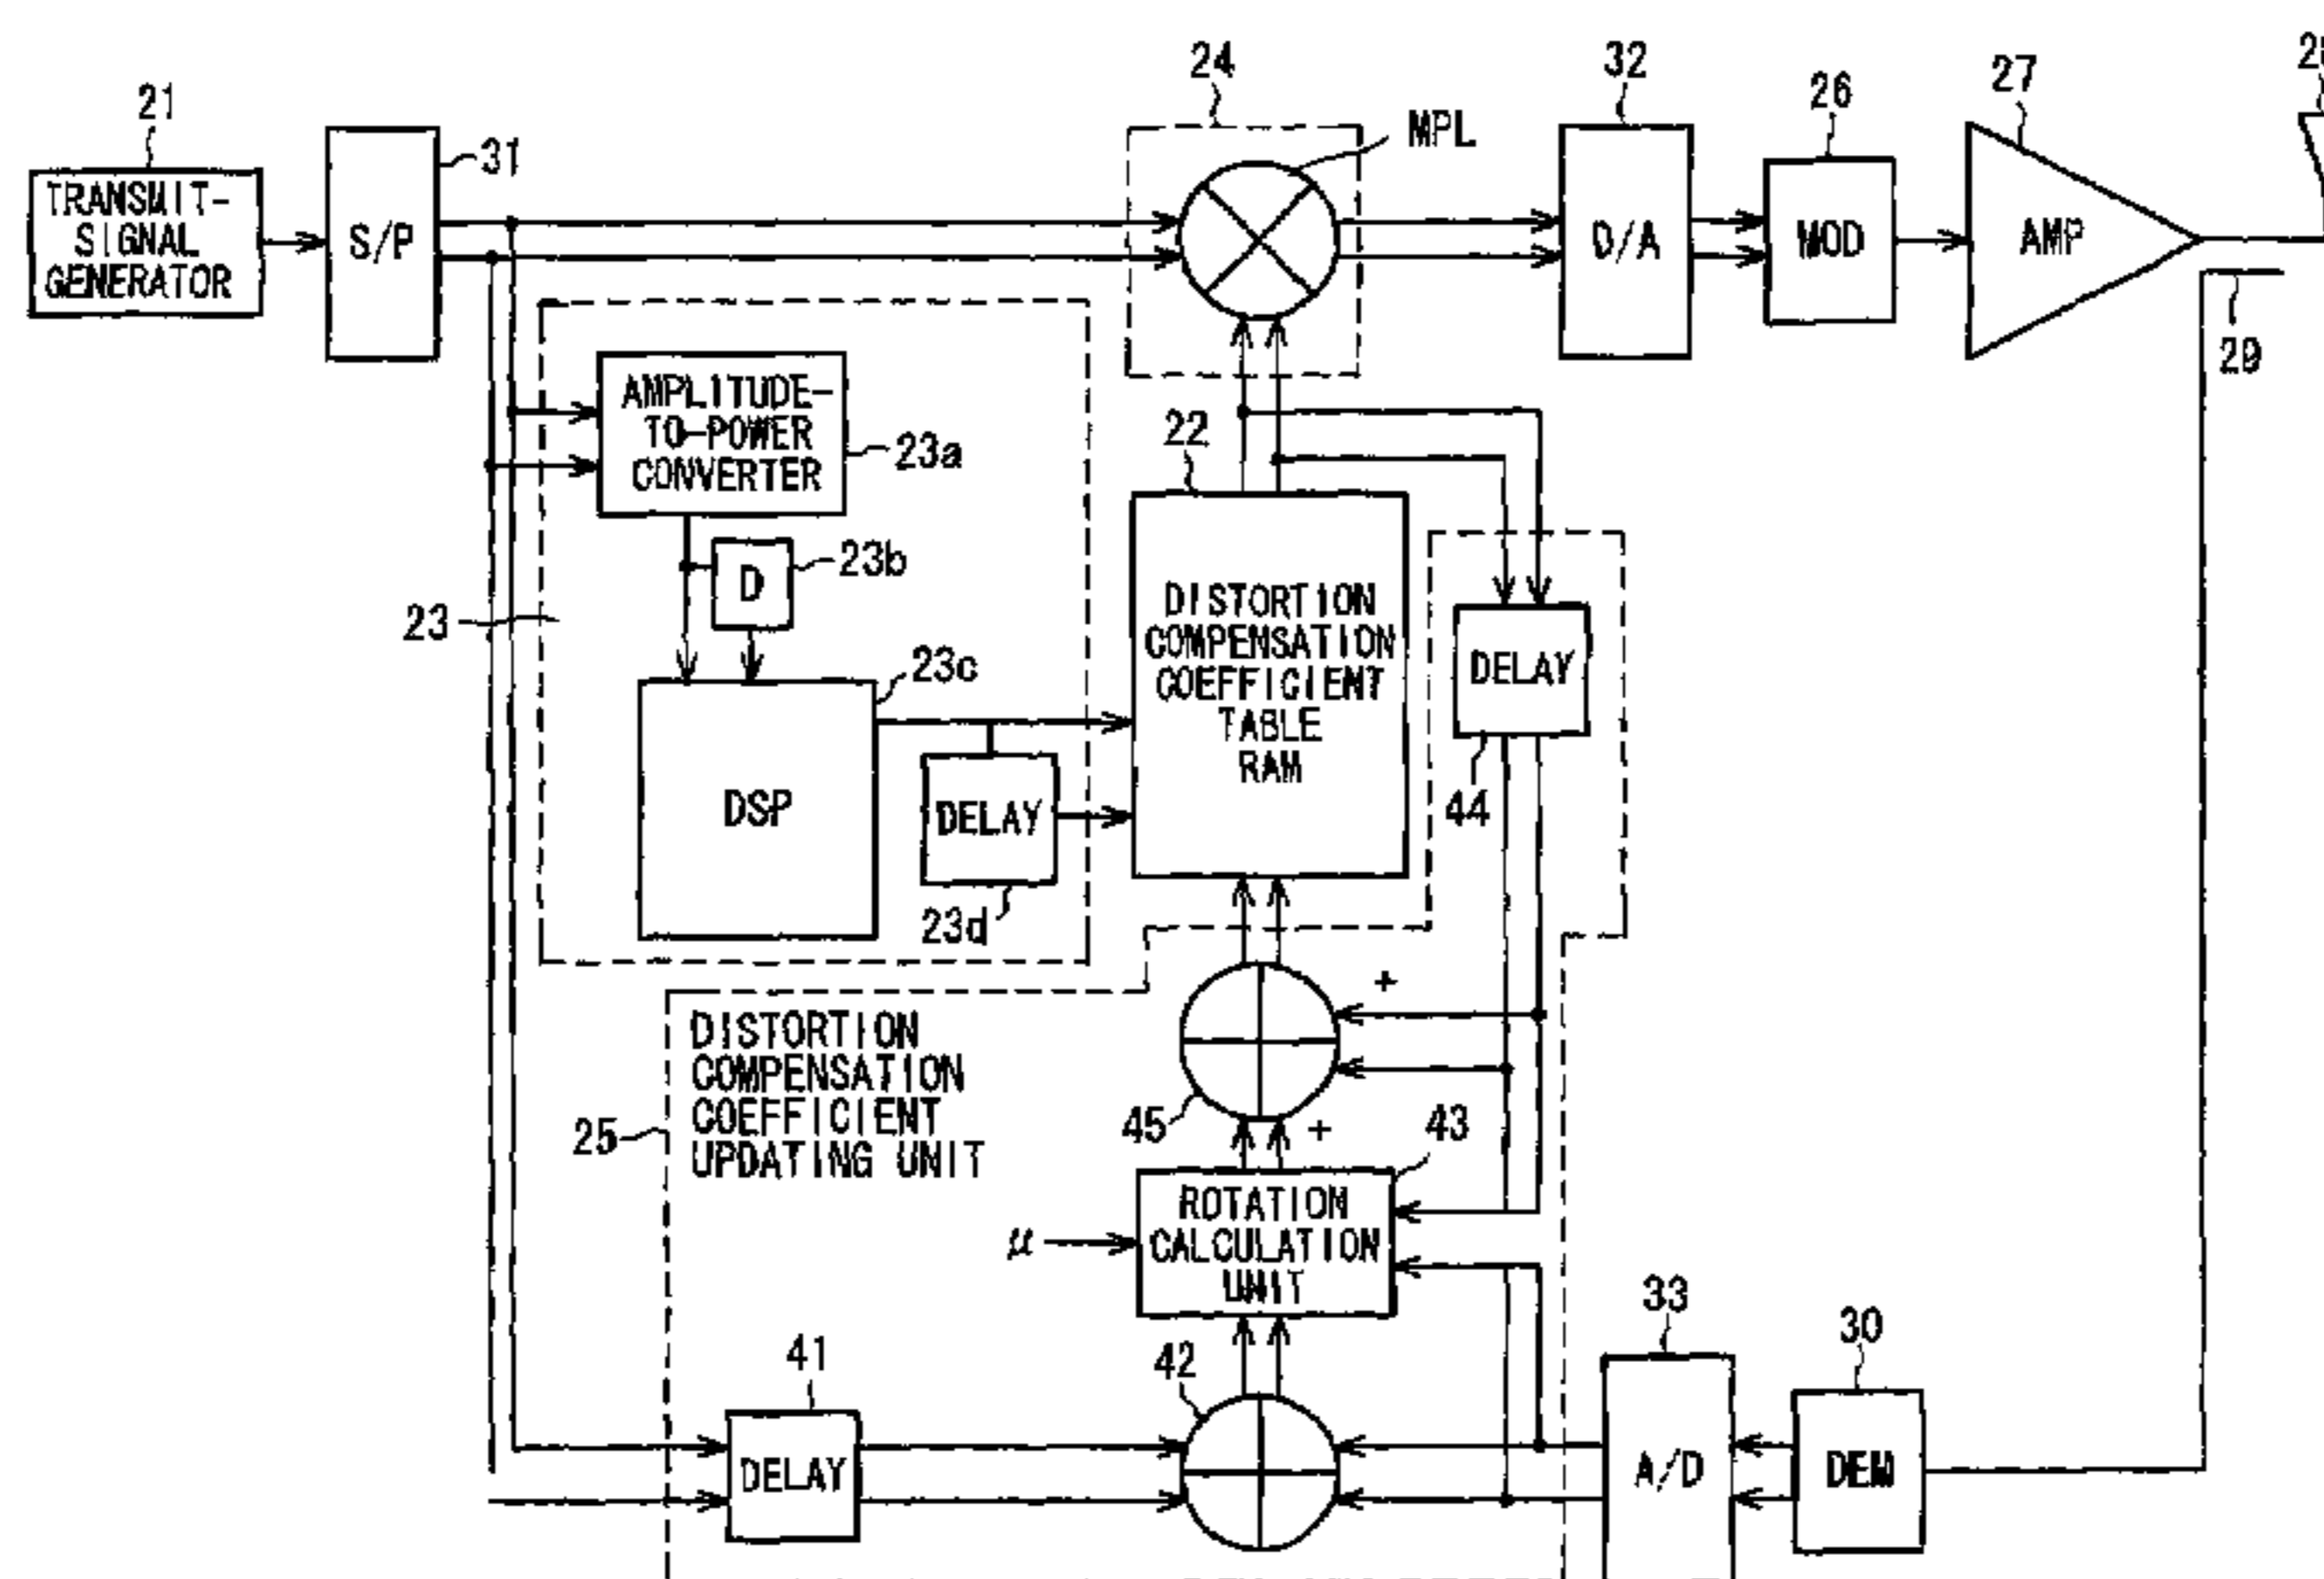 21
TRANSMIT-
SIGNAL
GENERATOR
31
S/P
24
MPL
32
D/A
26
MOD
27
AMP
29
AMPLITUDE-
TO-POWER
CONVERTER
23a
D
23b
23
23c
DSP
DELAY
23d
22
DISTORTION
COMPENSATION
COEFFICIENT
TABLE
RAM
DELAY
44
DISTORTION
COMPENSATION
COEFFICIENT
UPDATING UNIT
25
+
45
+
43
μ
ROTATION
CALCULATION
UNIT
41
DELAY
42
33
A/D
30
DEM